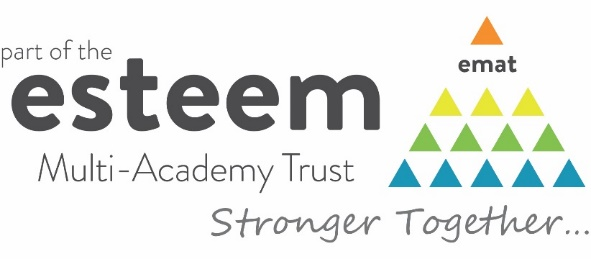 part of the
esteem
emat
Multi-Academy Trust
Stronger Together...